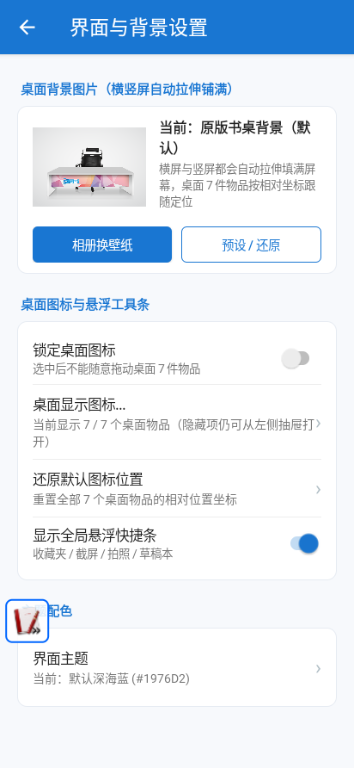 界面与背景设置
桌面背景图片（横竖屏自动拉伸铺满）
当前：原版书桌背景（默
认）
横屏与竖屏都会自动拉伸填满屏
幕，桌面 7 件物品按相对坐标跟
随定位
相册换壁纸
预设 / 还原
桌面图标与悬浮工具条
锁定桌面图标
选中后不能随意拖动桌面 7 件物品
桌面显示图标...
当前显示 7 / 7 个桌面物品（隐藏项仍可从左侧抽屉打
开）
还原默认图标位置
重置全部 7 个桌面物品的相对位置坐标
显示全局悬浮快捷条
收藏夹 / 截屏 / 拍照 / 草稿本
配色
界面主题
当前：默认深海蓝 (#1976D2)